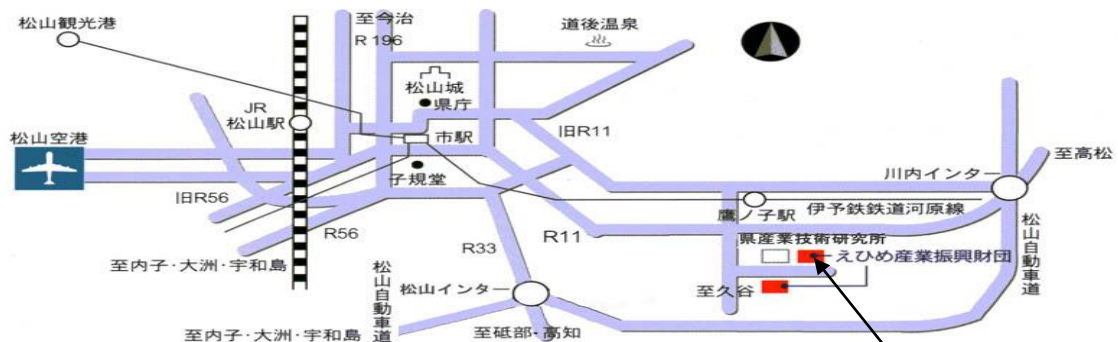 松山観光港
至今治
R 196
道後温泉
松山城
県庁
JR
松山駅
市駅
旧R11
松山空港
至高松
子規堂
川内インター
旧R56
鷹ノ子駅
伊予鉄鉄道河原線
R56
R33
R11
県産業技術研究所
えひめ産業振興財団
至内子·大洲·宇和島
松山自動車道
松山インター
至久谷
松山自動車道
至内子·大洲·宇和島
至砥部·高知